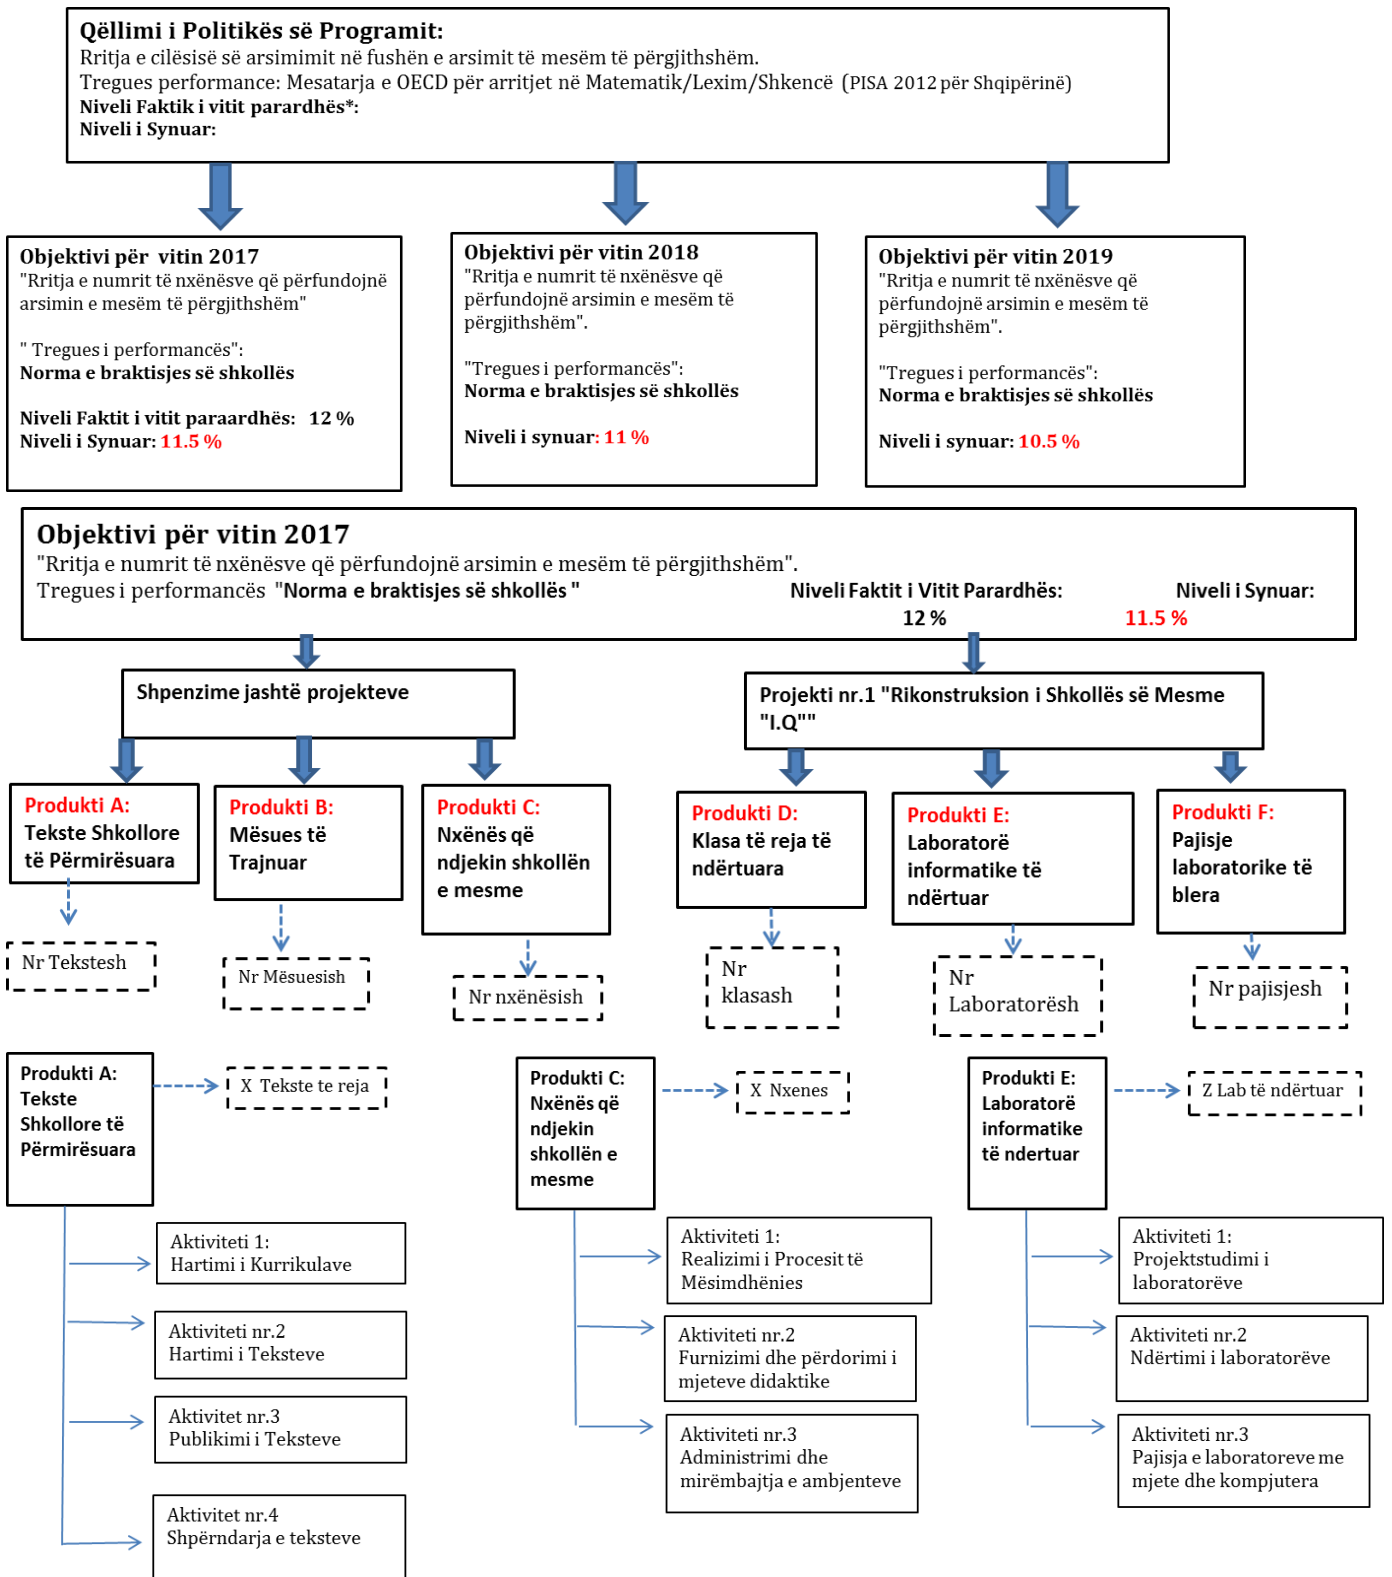 Qëllimi i Politikës së Programit:
Rritja e cilësisë së arsimimit në fushën e arsimit të mesëm të përgjithshëm.
Tregues performance: Mesatarja e OECD për arritjet në Matematik/Lexim/Shkencë (PISA 2012 për Shqipërinë)
Niveli Faktik i vitit parardhës*:
Niveli i Synuar:
Objektivi për vitin 2017
"Rritja e numrit të nxënësve që përfundojnë
arsimin e mesëm të përgjithshëm"
" Tregues i performancës":
Norma e braktisjes së shkollës
Niveli Faktit i vitit paraardhës: 12 %
Niveli i Synuar: 11.5 %
Objektivi për vitin 2018
"Rritja e numrit të nxënësve që
përfundojnë arsimin e mesëm të
përgjithshëm".
"Tregues i performancës":
Norma e braktisjes së shkollës
Niveli i synuar: 11 %
Objektivi për vitin 2019
"Rritja e numrit të nxënësve që
përfundojnë arsimin e mesëm të
përgjithshëm".
"Tregues i performancës":
Norma e braktisjes së shkollës
Niveli i synuar: 10.5 %
Objektivi për vitin 2017
"Rritja e numrit të nxënësve që përfundojnë arsimin e mesëm të përgjithshëm".
Tregues i performancës "Norma e braktisjes së shkollës " Niveli Faktit i Vitit Parardhës: Niveli i Synuar:
12 % 11.5 %
Shpenzime jashtë projekteve
Projekti nr.1 "Rikonstruksion i Shkollës së Mesme
"I.Q""
Produkti A:
Tekste Shkollore
të Përmirësuara
Produkti B:
Mësues të
Trajnuar
Produkti C:
Nxënës që
ndjekin shkollën
e mesme
Produkti D:
Klasa të reja të
ndërtuara
Produkti E:
Laboratorë
informatike të
ndërtuar
Produkti F:
Pajisje
laboratorike të
blera
Nr Tekstesh
Nr Mësuesish
Nr nxënësish
Nr
klasash
Nr
Laboratorësh
Nr pajisjesh
Produkti A:
Tekste
Shkollore të
Përmirësuara
X Tekste te reja
Produkti C:
Nxënës që
ndjekin
shkollën e
mesme
X Nxenes
Produkti E:
Laboratorë
informatike
të ndertuar
Z Lab të ndërtuar
Aktiviteti 1:
Hartimi i Kurrikulave
Aktiviteti nr.2
Hartimi i Teksteve
Aktivitet nr.3
Publikimi i Teksteve
Aktivitet nr.4
Shpërndarja e teksteve
Aktiviteti 1:
Realizimi i Procesit të
Mësimdhënies
Aktiviteti nr.2
Furnizimi dhe përdorimi i
mjeteve didaktike
Aktiviteti nr.3
Administrimi dhe
mirëmbajtja e ambjenteve
Aktiviteti 1:
Projektstudimi i
laboratorëve
Aktiviteti nr.2
Ndërtimi i laboratorëve
Aktiviteti nr.3
Pajisja e laboratoreve me
mjete dhe kompjutera